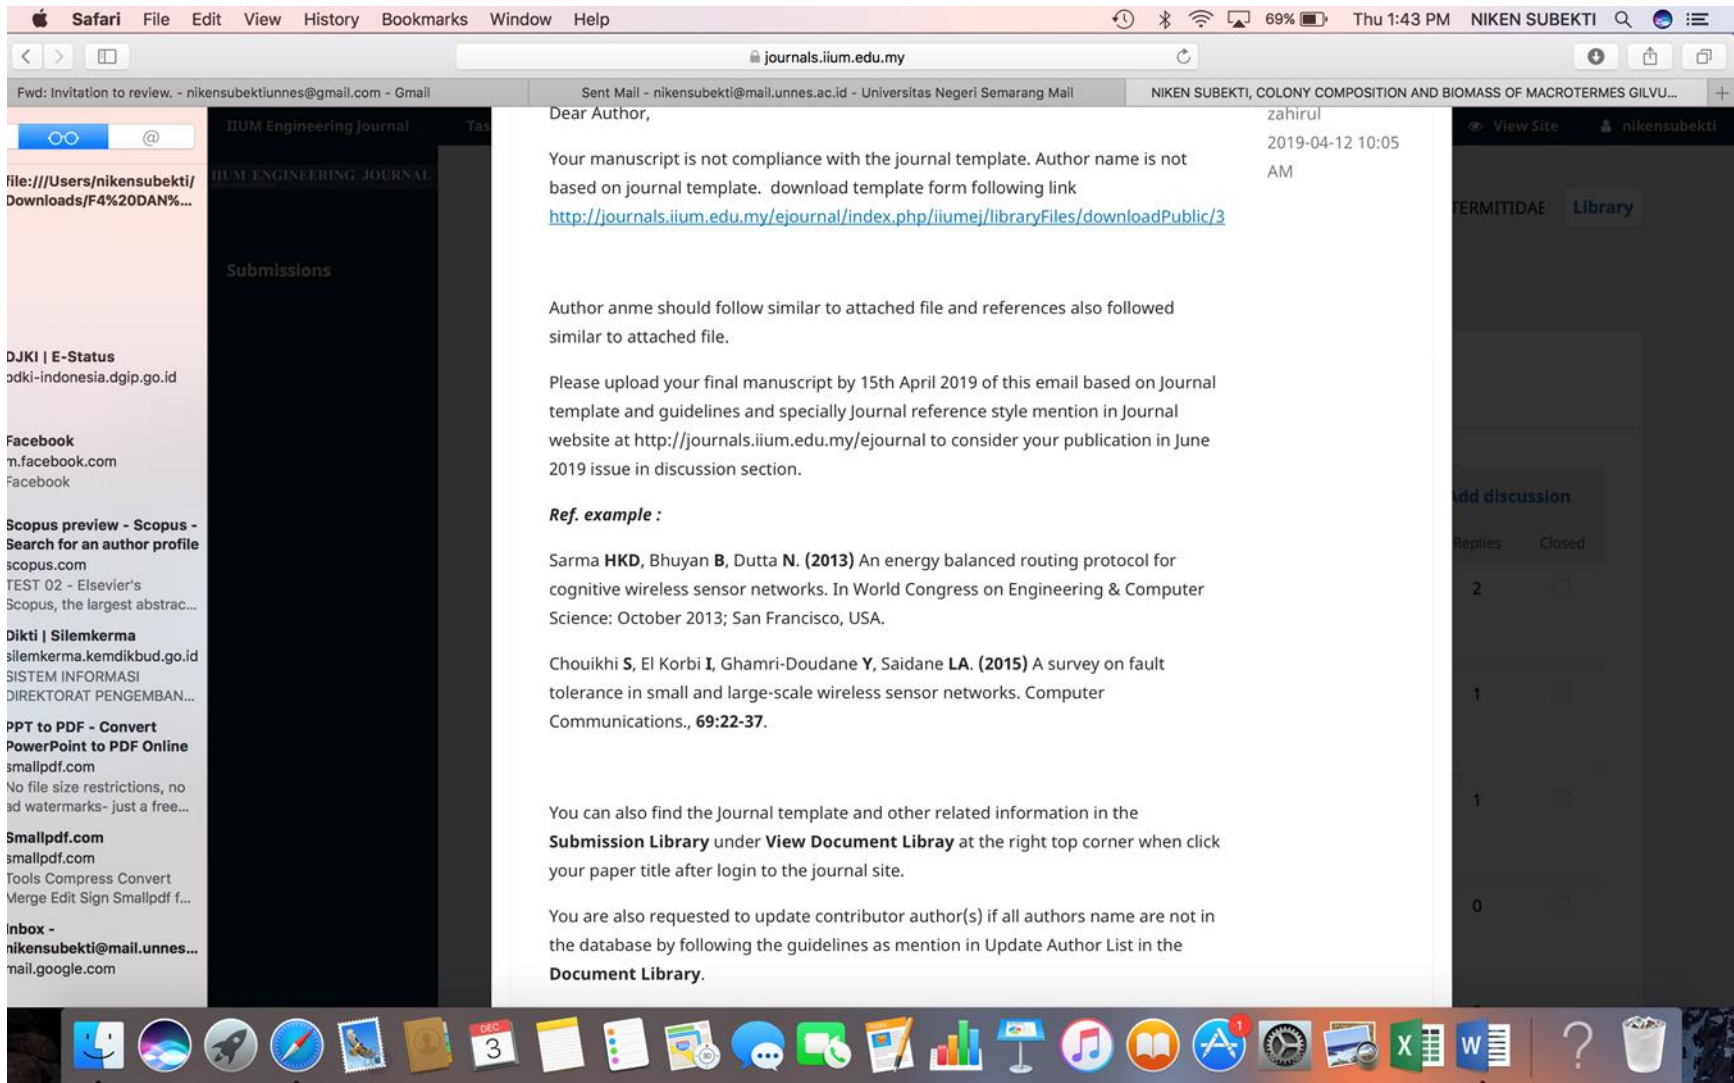 Safari File Edit View History Bookmarks Window Help 69% Thu 1:43 PM NIKEN SUBEKTI
journals.iium.edu.my
Fwd: Invitation to review. - nikensubektiunnes@gmail.com - Gmail
Sent Mail - nikensubekti@mail.unnes.ac.id - Universitas Negeri Semarang Mail
NIKEN SUBEKTI, COLONY COMPOSITION AND BIOMASS OF MACROTERMES GILVU...
@
file:///Users/nikensubekti/
Downloads/F4%20DAN%...
DJKI | E-Status
pdki-indonesia.dgip.go.id
Facebook
m.facebook.com
Facebook
Scopus preview - Scopus -
Search for an author profile
scopus.com
TEST 02 - Elsevier's
Scopus, the largest abstrac...
Dikti | Silemkerma
silemkerma.kemdikbud.go.id
SISTEM INFORMASI
DIREKTORAT PENGEMBAN...
PPT to PDF - Convert
PowerPoint to PDF Online
smallpdf.com
No file size restrictions, no
ad watermarks- just a free...
Smallpdf.com
smallpdf.com
Tools Compress Convert
Merge Edit Sign Smallpdf f...
Inbox -
nikensubekti@mail.unnes...
mail.google.com
IIUM Engineering Journal Tas
IIUM ENGINEERING JOURNAL
Submissions
Dear Author,
Your manuscript is not compliance with the journal template. Author name is not
based on journal template.  download template form following link
http://journals.iium.edu.my/ejournal/index.php/iiumej/libraryFiles/downloadPublic/3
Author anme should follow similar to attached file and references also followed
similar to attached file.
Please upload your final manuscript by 15th April 2019 of this email based on Journal
template and guidelines and specially Journal reference style mention in Journal
website at http://journals.iium.edu.my/ejournal to consider your publication in June
2019 issue in discussion section.
Ref. example :
Sarma HKD, Bhuyan B, Dutta N. (2013) An energy balanced routing protocol for
cognitive wireless sensor networks. In World Congress on Engineering & Computer
Science: October 2013; San Francisco, USA.
Chouikhi S, El Korbi I, Ghamri-Doudane Y, Saidane LA. (2015) A survey on fault
tolerance in small and large-scale wireless sensor networks. Computer
Communications., 69:22-37.
You can also find the Journal template and other related information in the
Submission Library under View Document Libray at the right top corner when click
your paper title after login to the journal site.
You are also requested to update contributor author(s) if all authors name are not in
the database by following the guidelines as mention in Update Author List in the
Document Library.
zahirul
2019-04-12 10:05
AM
View Site nikensubekti
TERMITIDAE Library
Add discussion
Replies Closed
2
1
1
0
DEC
3
1